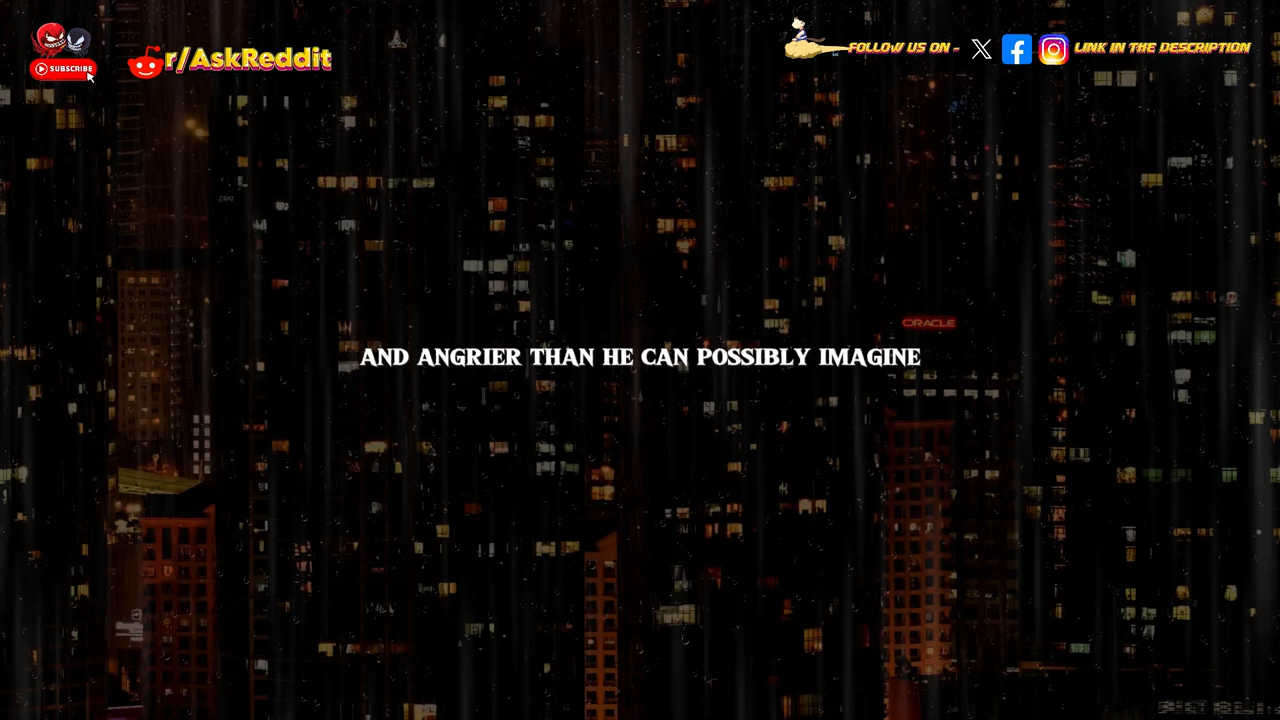 SUBSCRIBE
r/AskReddit
FOLLOW US ON -
LINK IN THE DESCRIPTION
ORACLE
AND ANGRIER THAN HE CAN POSSIBLY IMAGINE